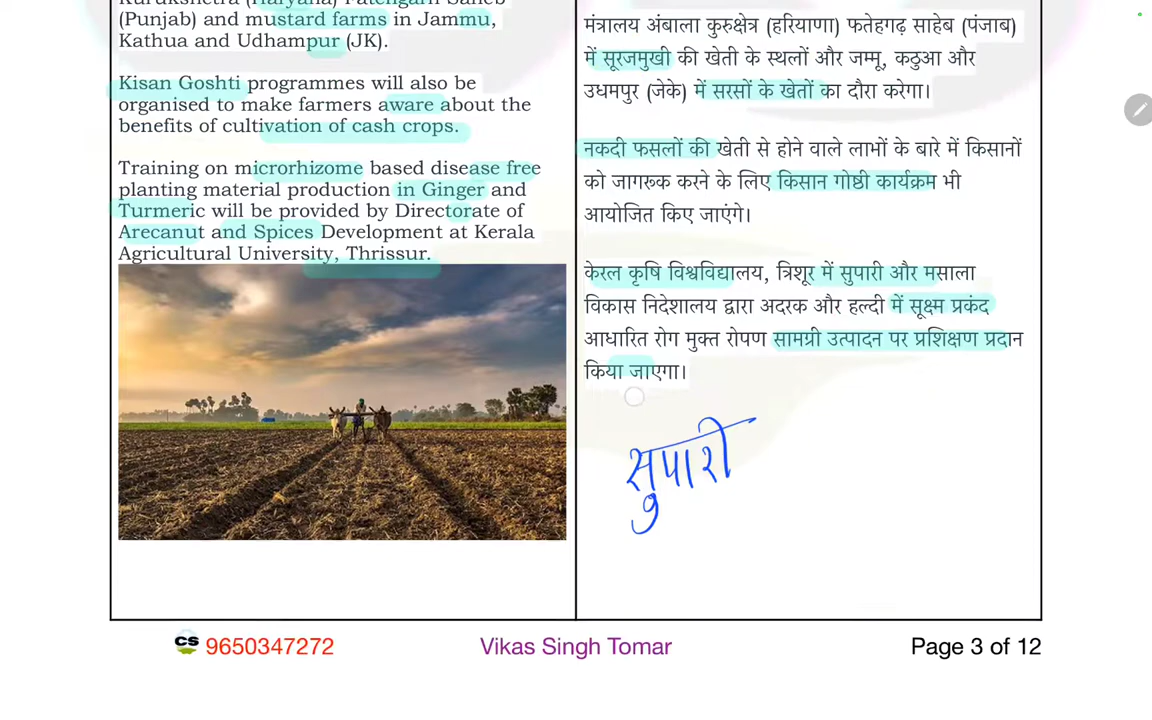 Kurukshetra (Haryana Fatehgarh Saheb
(Punjab) and mustard farms in Jammu,
Kathua and Udhampur (JK).
Kisan Goshti programmes will also be
organised to make farmers aware about the
benefits of cultivation of cash crops.
Training on microrhizome based disease free
planting material production in Ginger and
Turmeric will be provided by Directorate of
Arecanut and Spices Development at Kerala
Agricultural University, Thrissur.
मंत्रालय अंबाला कुरुक्षेत्र (हरियाणा) फतेहगढ़ साहेब (पंजाब)
में सूरजमुखी की खेती के स्थलों और जम्मू, कठुआ और
उधमपुर (जेके) में सरसों के खेतों का दौरा करेगा।
नकदी फसलों की खेती से होने वाले लाभों के बारे में किसानों
को जागरूक करने के लिए किसान गोष्ठी कार्यक्रम भी
आयोजित किए जाएंगे।
केरल कृषि विश्वविद्यालय, त्रिशूर में सुपारी और मसाला
विकास निदेशालय द्वारा अदरक और हल्दी में सूक्ष्म प्रकंद
आधारित रोग मुक्त रोपण सामग्री उत्पादन पर प्रशिक्षण प्रदान
किया जाएगा।
सुपारी
CS 9650347272
Vikas Singh Tomar
Page 3 of 12